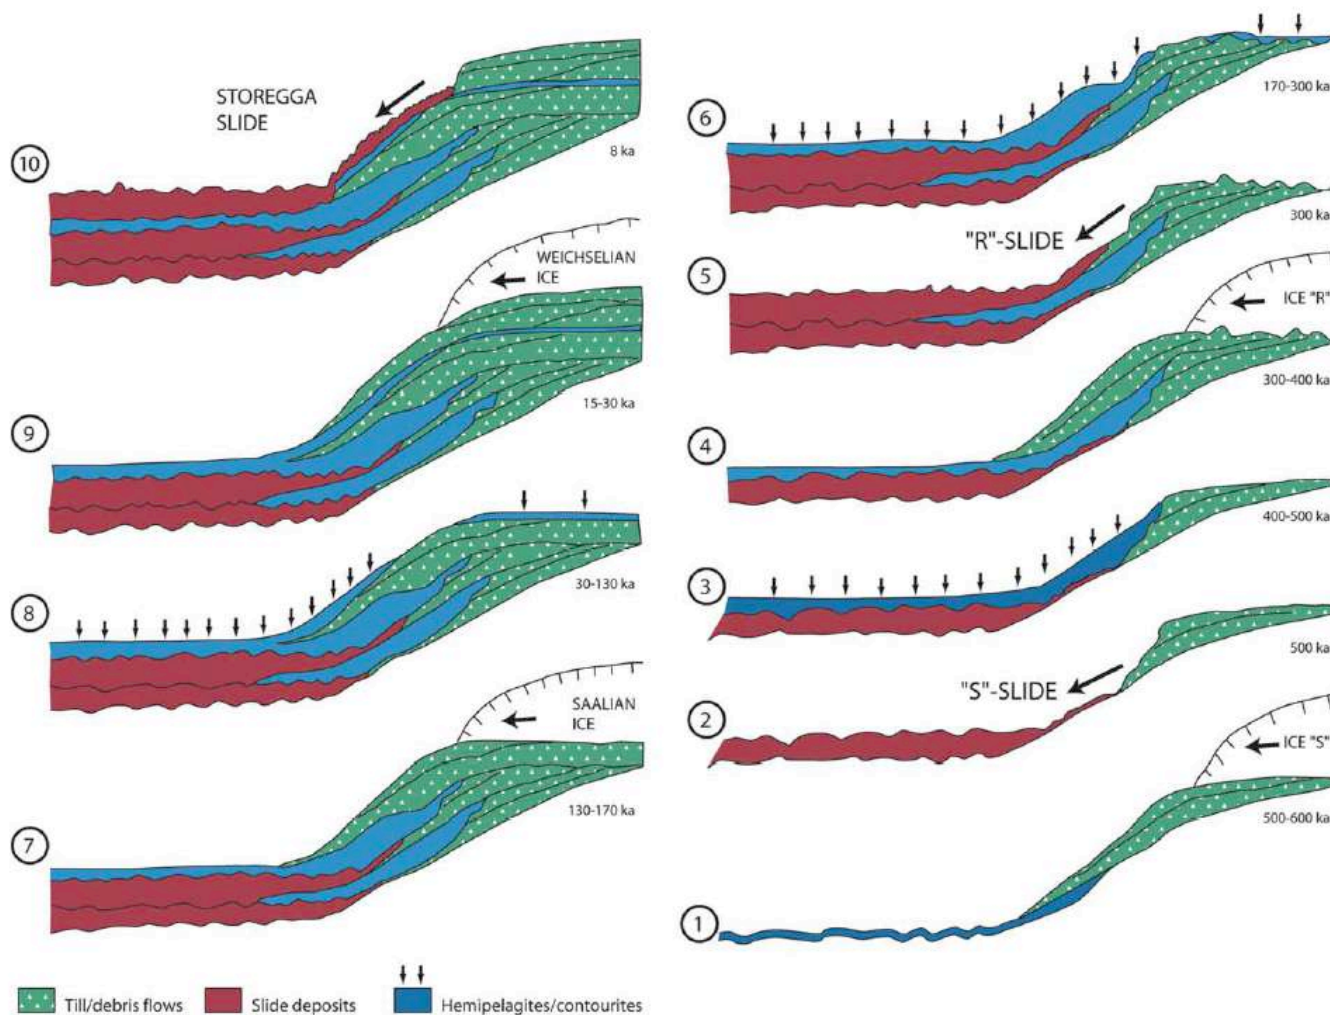 STOREGGA
SLIDE
10
8 ka
WEICHSELIAN
ICE
9
15-30 ka
8
30-130 ka
SAALIAN
ICE
7
130-170 ka
6
170-300 ka
"R"-SLIDE
300 ka
5
ICE "R"
4
300-400 ka
3
400-500 ka
"S"-SLIDE
500 ka
2
ICE "S"
500-600 ka
1
Till/debris flows
Slide deposits
Hemipelagites/contourites